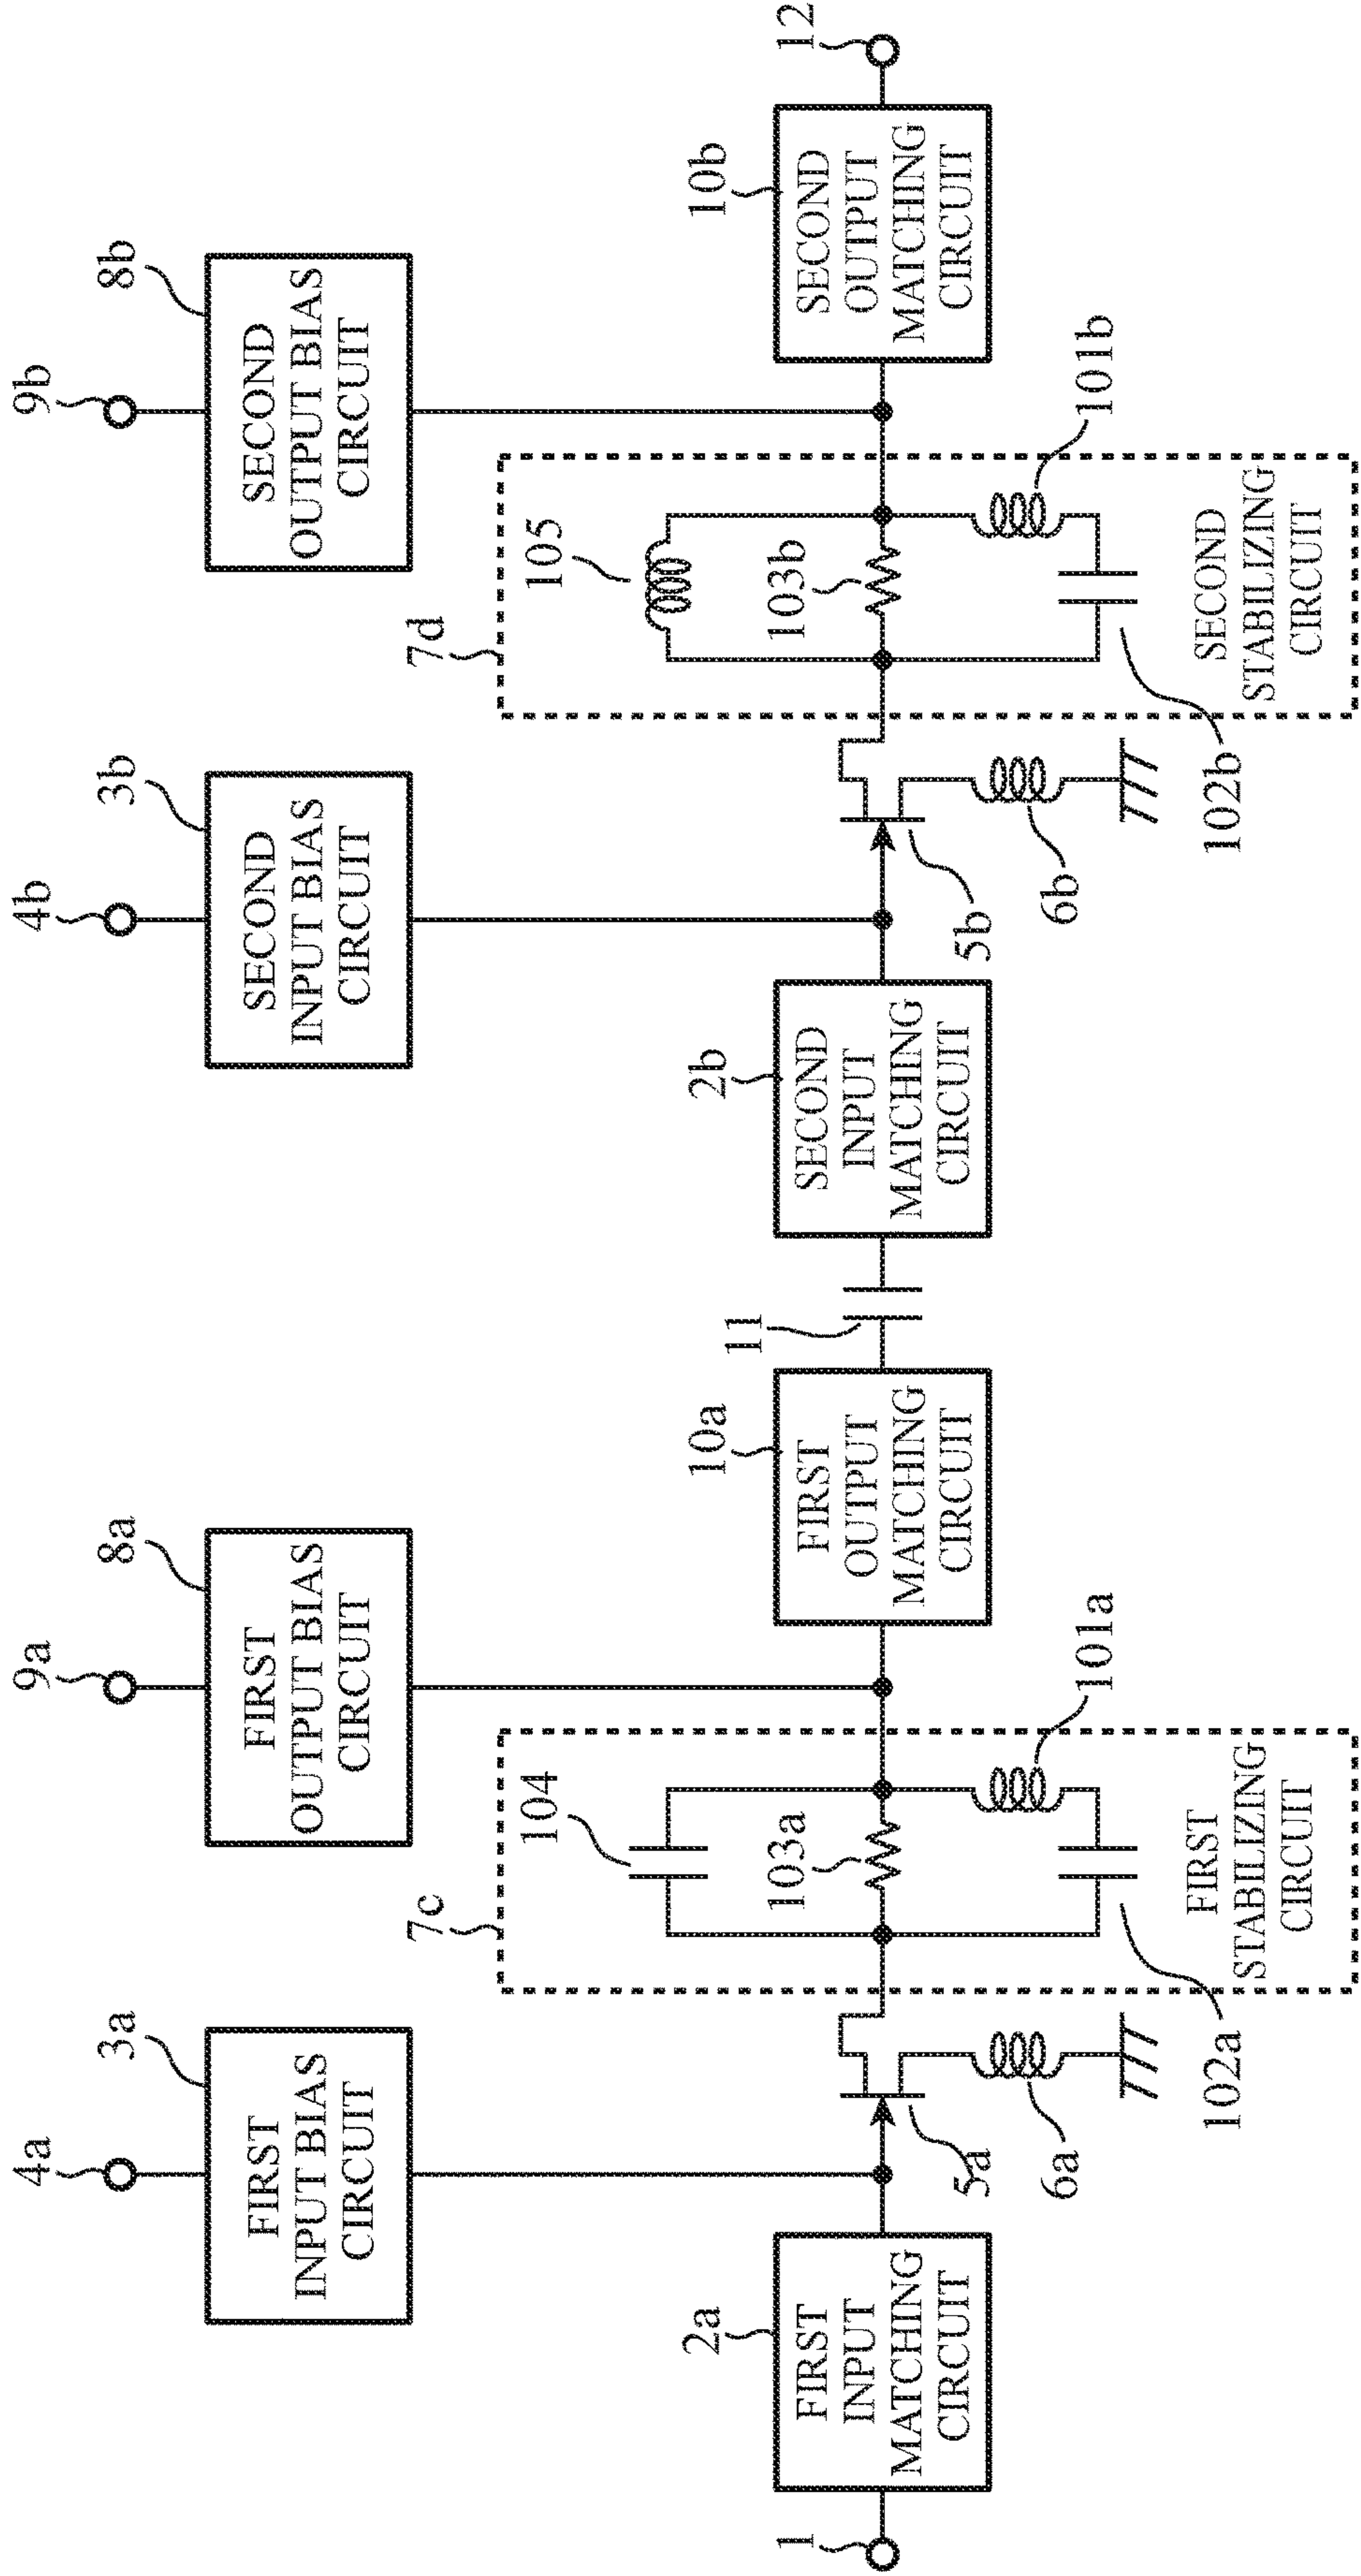 4a
3a
FIRST
INPUT BIAS
CIRCUIT
9a
8a
FIRST
OUTPUT BIAS
CIRCUIT
4b
3b
SECOND
INPUT BIAS
CIRCUIT
9b
8b
SECOND
OUTPUT BIAS
CIRCUIT
1
2a
FIRST
INPUT
MATCHING
CIRCUIT
5a
6a
7c
104
103a
101a
102a
FIRST
STABILIZING
CIRCUIT
10a
FIRST
OUTPUT
MATCHING
CIRCUIT
11
2b
SECOND
INPUT
MATCHING
CIRCUIT
5b
6b
7d
105
103b
101b
102b
SECOND
STABILIZING
CIRCUIT
10b
SECOND
OUTPUT
MATCHING
CIRCUIT
12